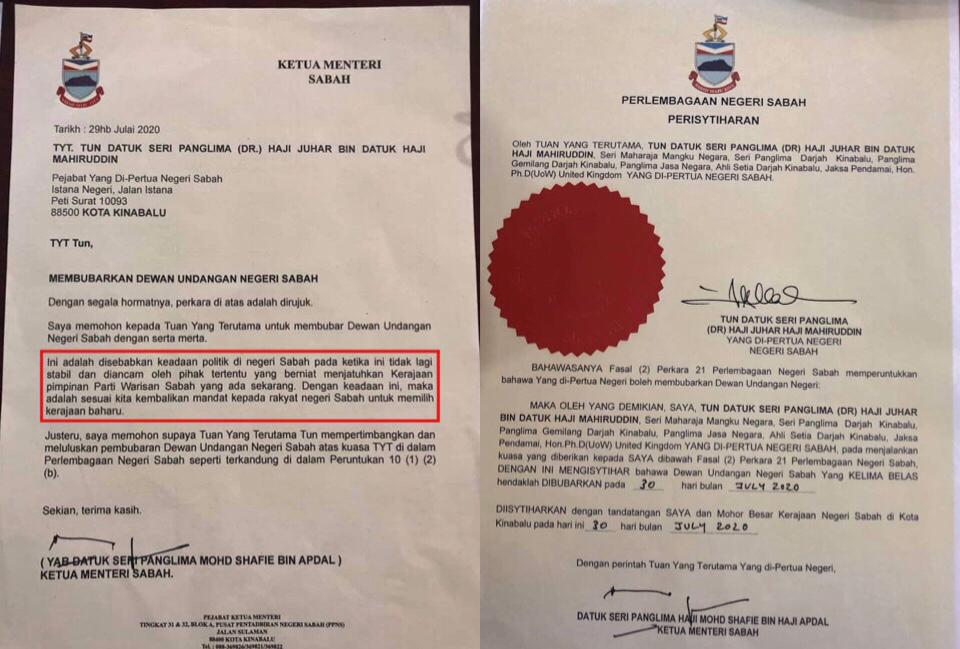 KETUA MENTERI
SABAH
Tarikh : 29hb Julai 2020
TYT. TUN DATUK SERI PANGLIMA (DR.) HAJI JUHAR BIN DATUK HAJI
MAHIRUDDIN
Pejabat Yang Di-Pertua Negeri Sabah
Istana Negeri, Jalan Istana
Peti Surat 10093
88500 KOTA KINABALU
TYT Tun,
MEMBUBARKAN DEWAN UNDANGAN NEGERI SABAH
Dengan segala hormatnya, perkara di atas adalah dirujuk.
Saya memohon kepada Tuan Yang Terutama untuk membubar Dewan Undangan
Negeri Sabah dengan serta merta.
Ini adalah disebabkan keadaan politik di negeri Sabah pada ketika ini tidak lagi
stabil dan diancam oleh pihak tertentu yang berniat menjatuhkan Kerajaan
pimpinan Parti Warisan Sabah yang ada sekarang. Dengan keadaan ini, maka
adalah sesuai kita kembalikan mandat kepada rakyat negeri Sabah untuk memilih
kerajaan baharu.
Justeru, saya memohon supaya Tuan Yang Terutama Tun mempertimbangkan dan
meluluskan pembubaran Dewan Undangan Negeri Sabah atas kuasa TYT di dalam
Perlembagaan Negeri Sabah seperti terkandung di dalam Peruntukan 10 (1) (2)
(b).
Sekian, terima kasih.
( YAB DATUK SERI PANGLIMA MOHD SHAFIE BIN APDAL )
KETUA MENTERI SABAH.
PEJABAT KETUA MENTERI
TINGKAT 31 & 32, BLOK A, PUSAT PENTADBIRAN NEGERI SABAH (PPNS)
JALAN SULAMAN
88400 KOTA KINABALU
Tel. : 088-369826/369821/369822
PERLEMBAGAAN NEGERI SABAH
PERISYTIHARAN
Oleh TUAN YANG TERUTAMA, TUN DATUK SERI PANGLIMA (DR) HAJI JUHAR BIN DATUK
HAJI MAHIRUDDIN, Seri Maharaja Mangku Negara, Seri Panglima Darjah Kinabalu, Panglima
Gemilang Darjah Kinabalu, Panglima Jasa Negara, Ahli Setia Darjah Kinabalu, Jaksa Pendamai, Hon.
Ph.D(UoW) United Kingdom YANG DI-PERTUA NEGERI SABAH.
TUN DATUK SERI PANGLIMA
(DR) HAJI JUHAR HAJI MAHIRUDDIN
YANG DI-PERTUA NEGERI
NEGERI SABAH
BAHAWASANYA Fasal (2) Perkara 21 Perlembagaan Negeri Sabah memperuntukkan
bahawa Yang di-Pertua Negeri boleh membubarkan Dewan Undangan Negeri:
MAKA OLEH YANG DEMIKIAN, SAYA, TUN DATUK SERI PANGLIMA (DR) HAJI JUHAR
BIN DATUK HAJI MAHIRUDDIN, Seri Maharaja Mangku Negara, Seri Panglima Darjah Kinabalu,
Panglima Gemilang Darjah Kinabalu, Panglima Jasa Negara, Ahli Setia Darjah Kinabalu, Jaksa
Pendamai, Hon.Ph.D(UoW) United Kingdom YANG DI-PERTUA NEGERI SABAH, pada menjalankan
kuasa yang diberikan kepada SAYA dibawah Fasal (2) Perkara 21 Perlembagaan Negeri Sabah,
DENGAN INI MENGISYTIHAR bahawa Dewan Undangan Negeri Sabah Yang KELIMA BELAS
hendaklah DIBUBARKAN pada 30 hari bulan JULY 2020
DIISYTIHARKAN dengan tandatangan SAYA dan Mohor Besar Kerajaan Negeri Sabah di Kota
Kinabalu pada hari ini 30 hari bulan JULY 2020
Dengan perintah Tuan Yang Terutama Yang di-Pertua Negeri,
DATUK SERI PANGLIMA HAJI MOHD SHAFIE BIN HAJI APDAL
KETUA MENTERI SABAH